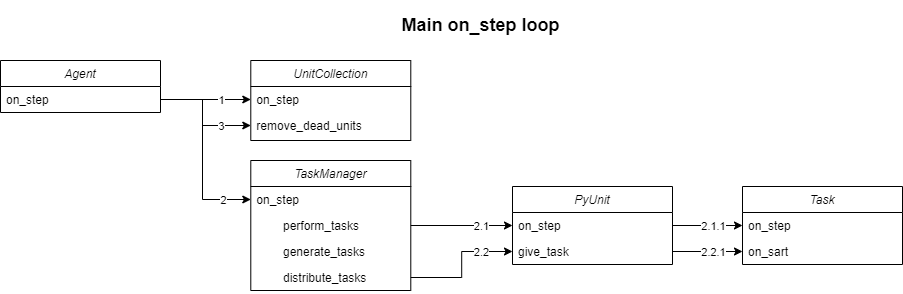 Main on_step loop
Agent
on_step
UnitCollection
1
on_step
3
remove_dead_units
TaskManager
2
on_step
perform_tasks
generate_tasks
distribute_tasks
PyUnit
2.1
on_step
2.2
give_task
Task
2.1.1
on_step
2.2.1
on_sart